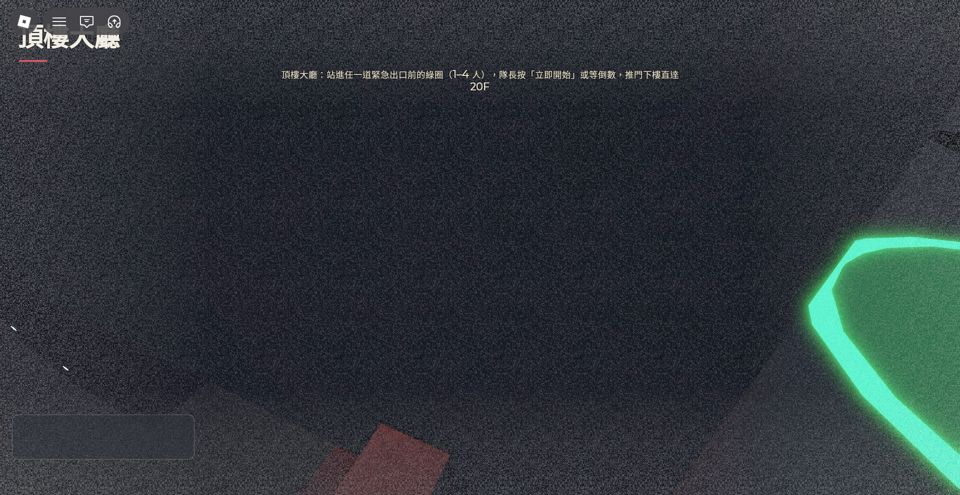 頂樓大廳
頂樓大廳：站進任一道緊急出口前的綠圈（1–4 人），隊長按「立即開始」或等倒數，推門下樓直達
20F